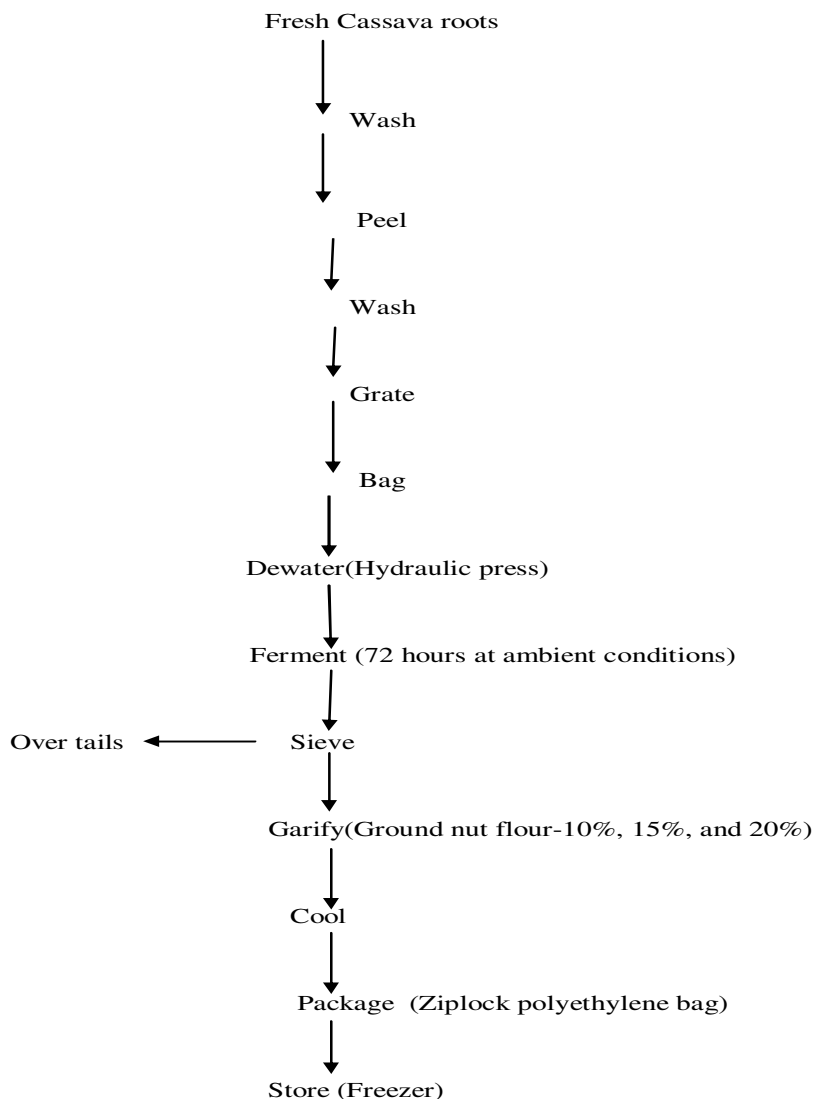 Fresh Cassava roots
Wash
Peel
Wash
Grate
Bag
Dewater(Hydraulic press)
Ferment (72 hours at ambient conditions)
Over tails
Sieve
Garify(Ground nut flour-10%, 15%, and 20%)
Cool
Package  (Ziplock polyethylene bag)
Store (Freezer)